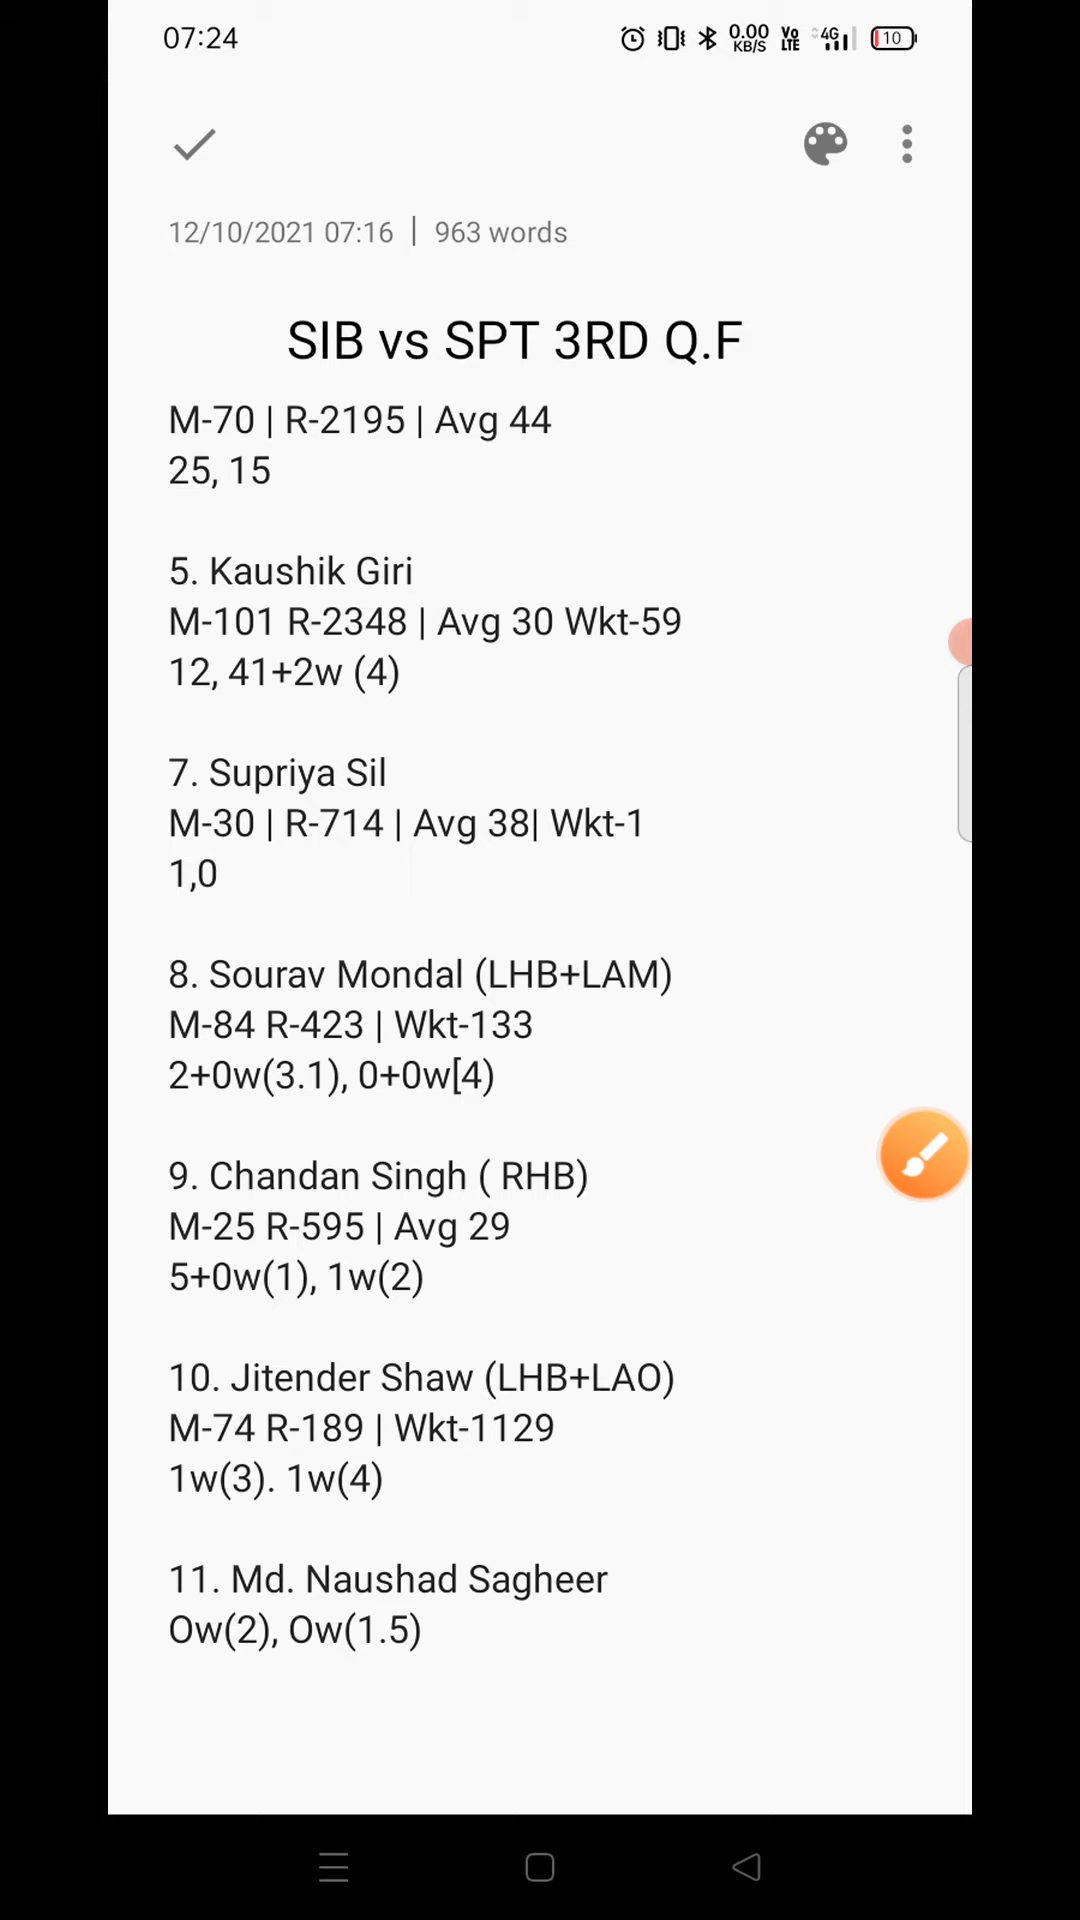 07:24
0.00 KB/S Vo LTE 4G 10
12/10/2021 07:16 | 963 words
SIB vs SPT 3RD Q.F
M-70 | R-2195 | Avg 44
25, 15
5. Kaushik Giri
M-101 R-2348 | Avg 30 Wkt-59
12, 41+2w (4)
7. Supriya Sil
M-30 | R-714 | Avg 38| Wkt-1
1,0
8. Sourav Mondal (LHB+LAM)
M-84 R-423 | Wkt-133
2+0w(3.1), 0+0w[4)
9. Chandan Singh ( RHB)
M-25 R-595 | Avg 29
5+0w(1), 1w(2)
10. Jitender Shaw (LHB+LAO)
M-74 R-189 | Wkt-1129
1w(3). 1w(4)
11. Md. Naushad Sagheer
Ow(2), Ow(1.5)